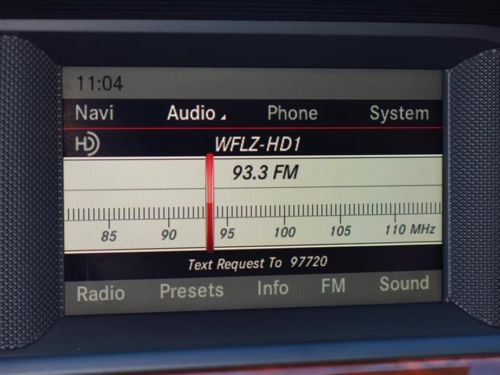 11:04
Navi Audio Phone System
HD WFLZ-HD1
93.3 FM
85 90 95 100 105 110 MHz
Text Request To 97720
Radio Presets Info FM Sound